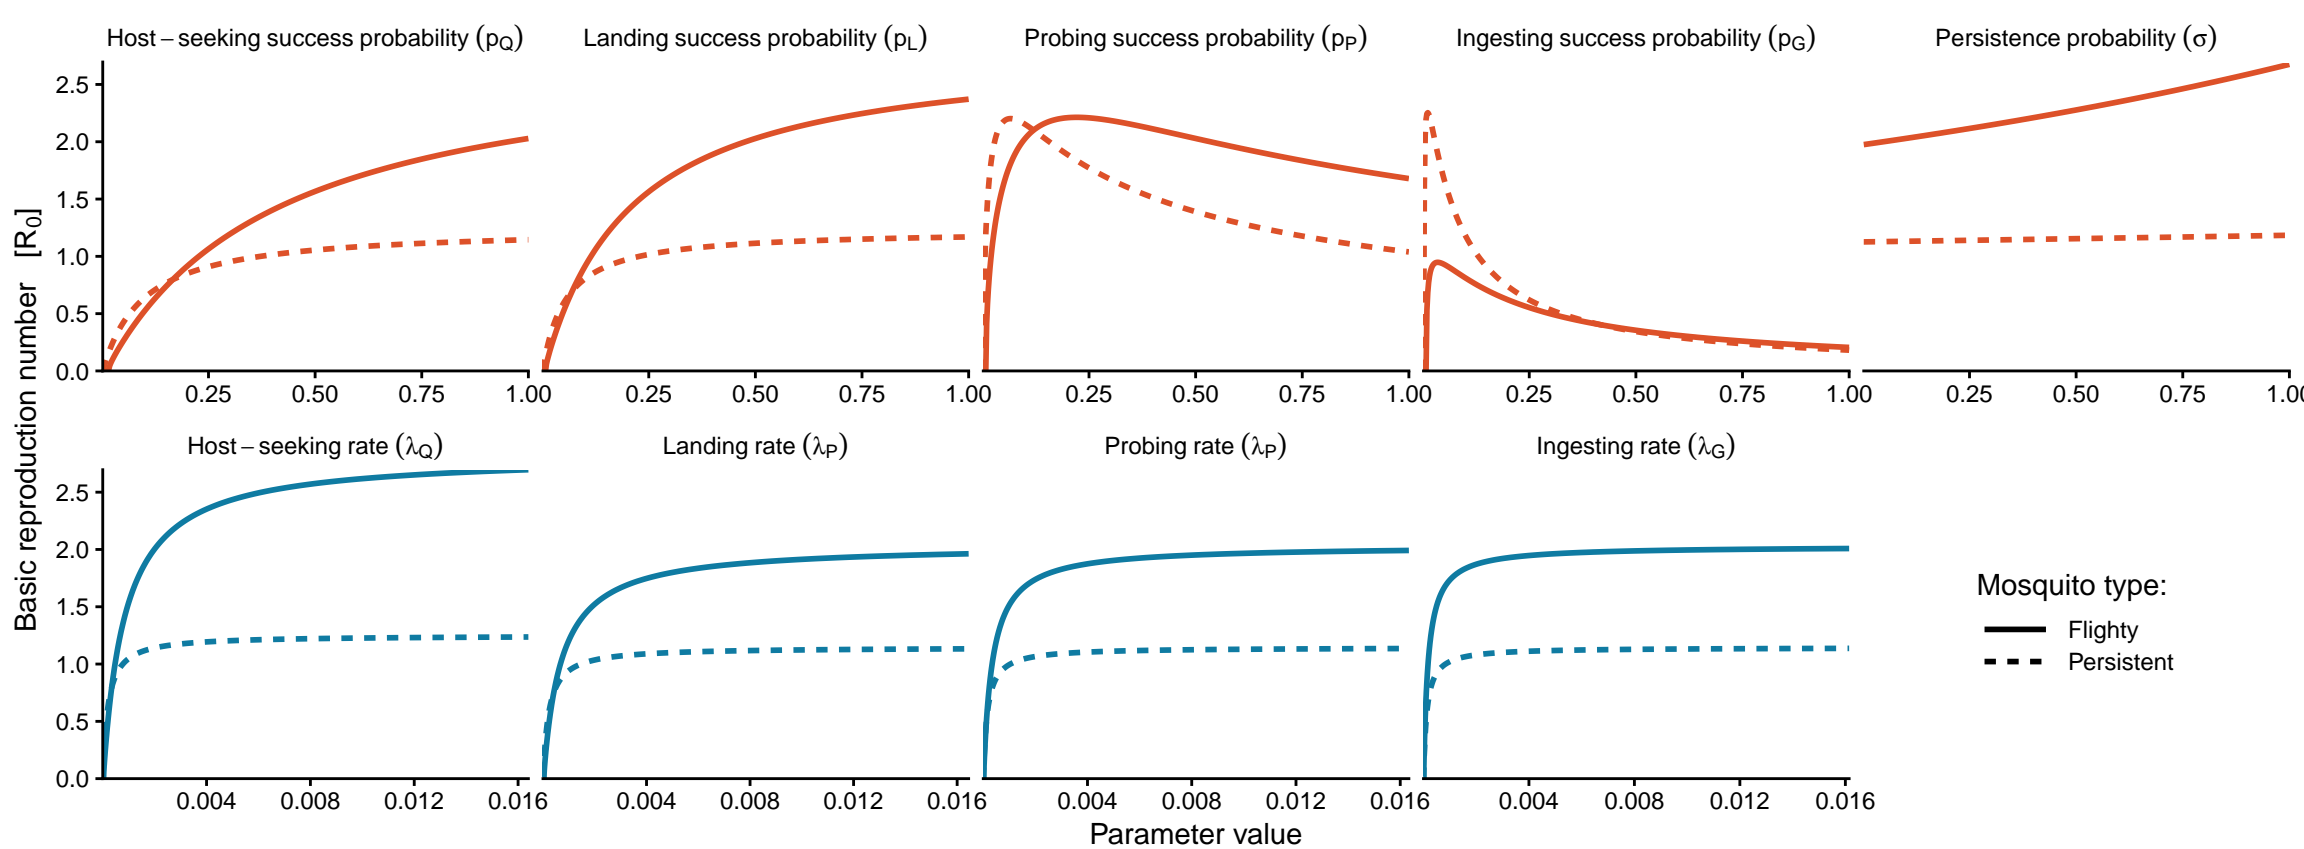 Host – seeking success probability (pQ)
Landing success probability (pL)
Probing success probability (pP)
Ingesting success probability (pG)
Persistence probability (σ)
Basic reproduction number [R0]
2.5
2.0
1.5
1.0
0.5
0.0
0.25 0.50 0.75 1.00
0.25 0.50 0.75 1.00
0.25 0.50 0.75 1.00
0.25 0.50 0.75 1.00
0.25 0.50 0.75 1.00
Host – seeking rate (λQ)
Landing rate (λP)
Probing rate (λP)
Ingesting rate (λG)
2.5
2.0
1.5
1.0
0.5
0.0
0.004 0.008 0.012 0.016
0.004 0.008 0.012 0.016
0.004 0.008 0.012 0.016
0.004 0.008 0.012 0.016
Parameter value
Mosquito type:
Flighty
Persistent